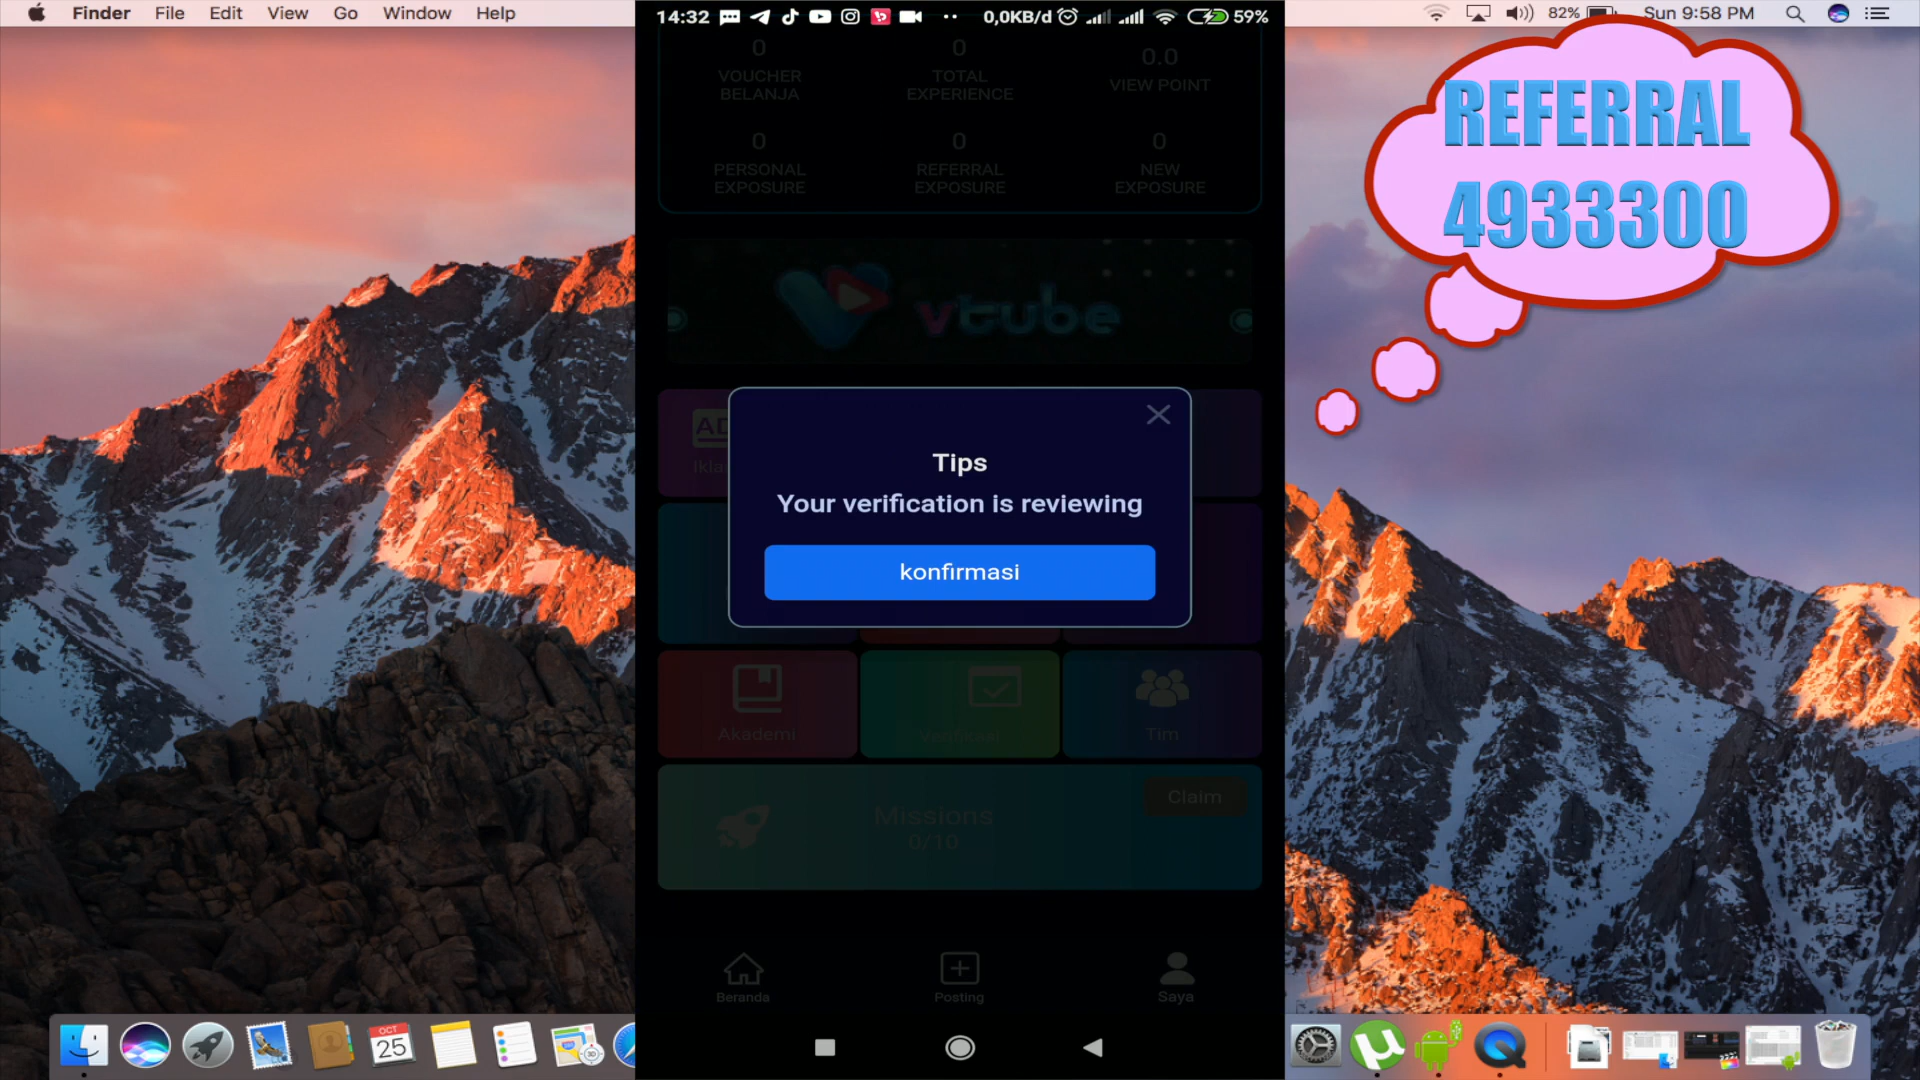 Finder File Edit View Go Window Help
14:32 0,0KB/d 59%
82% Sun 9:58 PM
REFERRAL
4933300
0
VOUCHER
BELANJA
0
TOTAL
EXPERIENCE
0.0
VIEW POINT
0
PERSONAL
EXPOSURE
0
REFERRAL
EXPOSURE
0
NEW
EXPOSURE
vtube
Tips
Your verification is reviewing
konfirmasi
Akademi
Verifikasi
Tim
Missions
0/10
Claim
Beranda
Posting
Saya
OCT
25